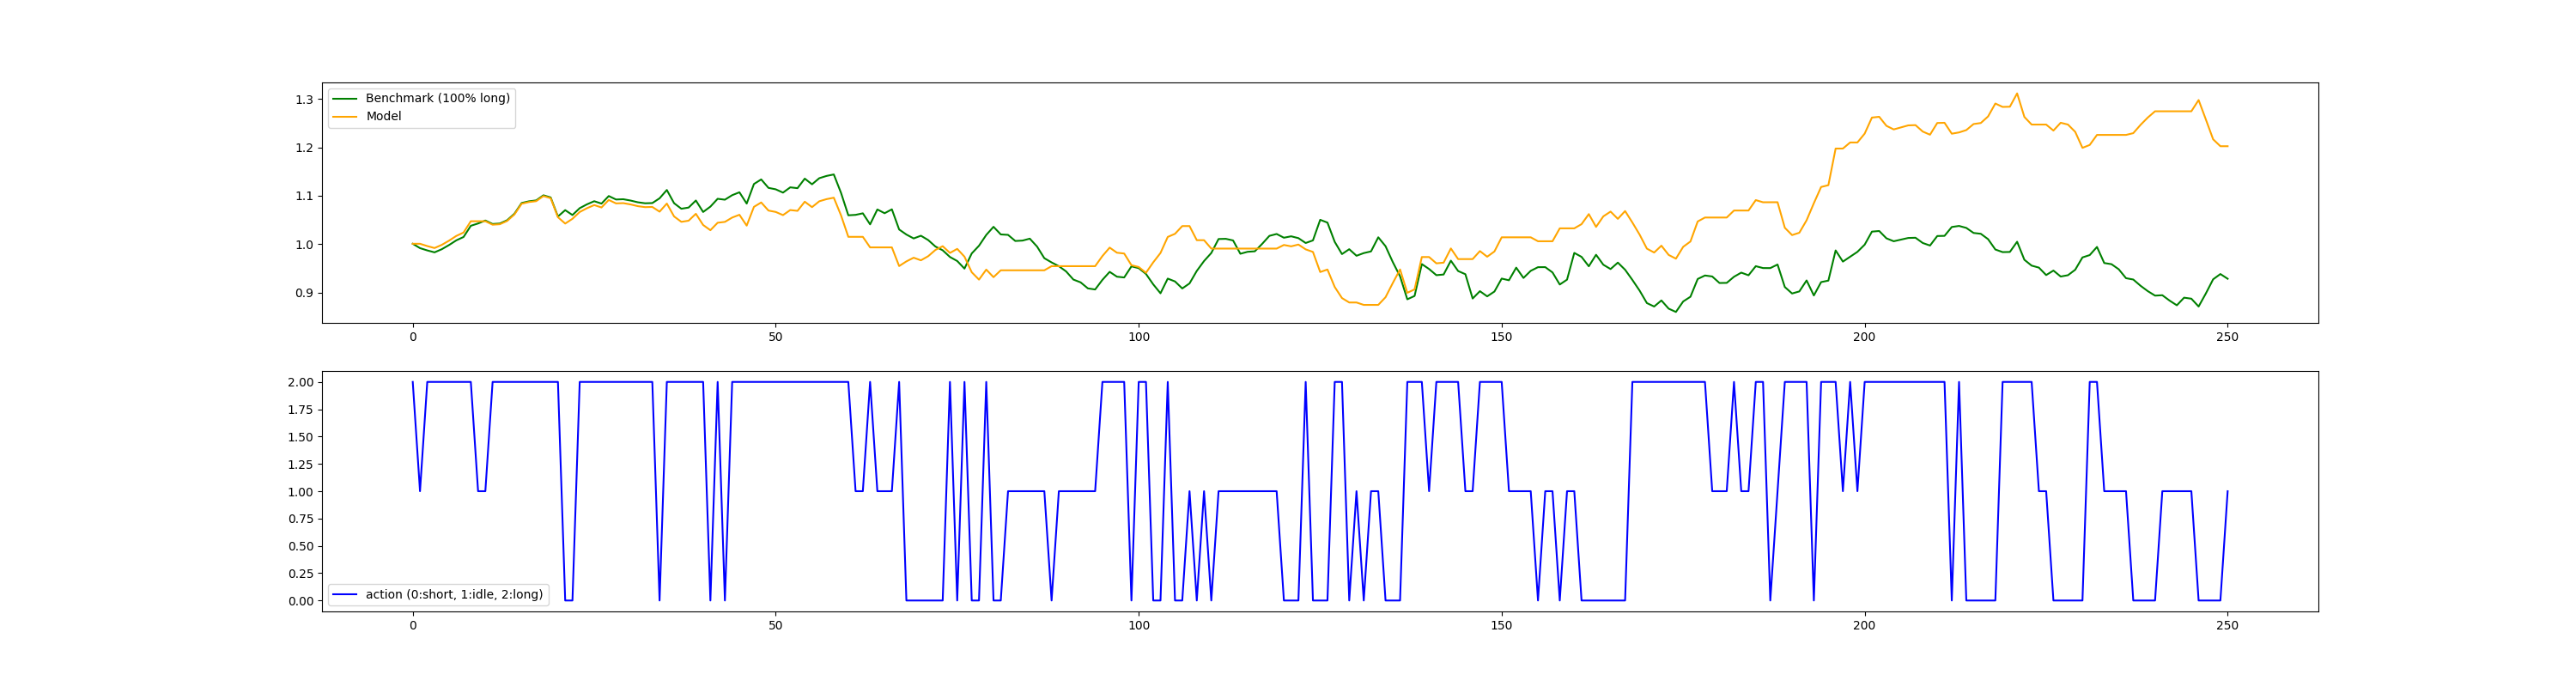 1.3
1.2
1.1
1.0
0.9
Benchmark (100% long)
Model
0 50 100 150 200 250
2.00
1.75
1.50
1.25
1.00
0.75
0.50
0.25
0.00
action (0:short, 1:idle, 2:long)
0 50 100 150 200 250